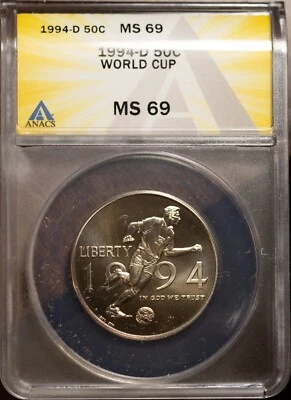 1994-D 50C MS 69
1994-D 50C
WORLD CUP
MS 69
ANACS
LIBERTY
1994
IN GOD WE TRUST